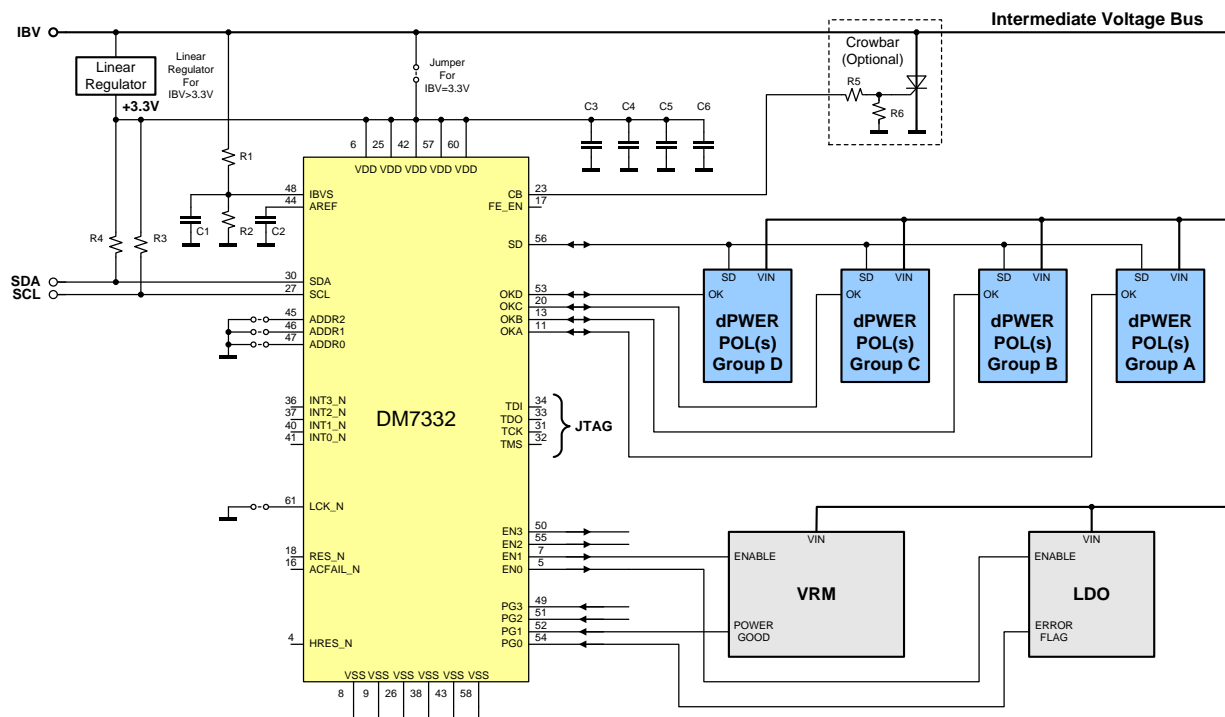 IBV
Intermediate Voltage Bus
Linear
Regulator
+3.3V
Linear
Regulator
For
IBV>3.3V
Jumper
For
IBV=3.3V
Crowbar
(Optional)
R5
R6
C3
C4
C5
C6
R1
R2
C1
C2
R4
R3
6
25
42
57
60
VDD VDD VDD VDD VDD
48
IBVS
44
AREF
SDA
30
SDA
SCL
27
SCL
45
ADDR2
46
ADDR1
47
ADDR0
36
INT3_N
37
INT2_N
40
INT1_N
41
INT0_N
61
LCK_N
18
RES_N
16
ACFAIL_N
4
HRES_N
DM7332
CB
23
FE_EN
17
SD
56
OKD
53
OKC
20
OKB
13
OKA
11
TDI
34
TDO
33
TCK
31
TMS
32
JTAG
EN3
50
EN2
55
EN1
7
EN0
5
PG3
49
PG2
51
PG1
52
PG0
54
VSS VSS VSS VSS VSS VSS
8
9
26
38
43
58
SD
VIN
OK
dPWER
POL(s)
Group D
SD
VIN
OK
dPWER
POL(s)
Group C
SD
VIN
OK
dPWER
POL(s)
Group B
SD
VIN
OK
dPWER
POL(s)
Group A
VIN
ENABLE
VRM
POWER
GOOD
VIN
ENABLE
LDO
ERROR
FLAG